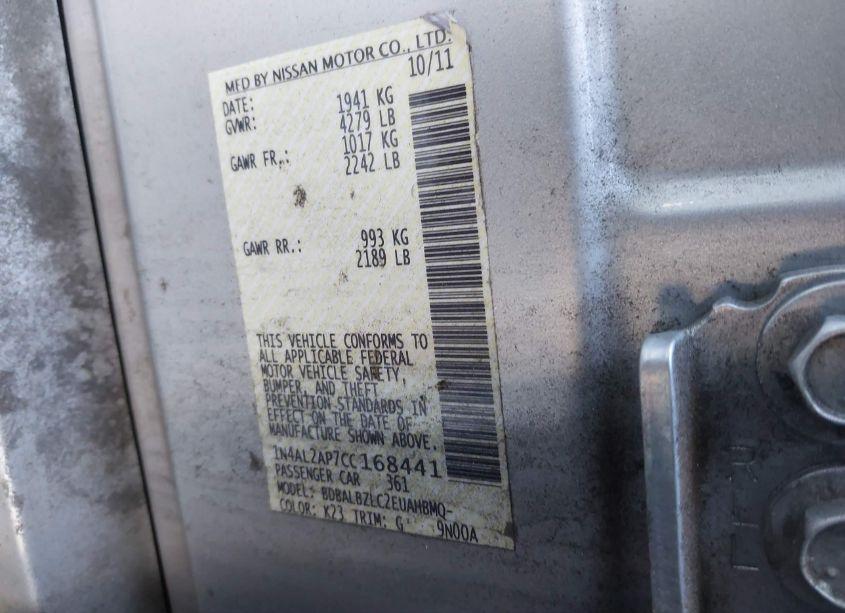 MFD BY NISSAN MOTOR CO., LTD.
DATE: 10/11
GVWR: 1941 KG
4279 LB
GAWR FR.: 1017 KG
2242 LB
GAWR RR.: 993 KG
2189 LB
THIS VEHICLE CONFORMS TO
ALL APPLICABLE FEDERAL
MOTOR VEHICLE SAFETY,
BUMPER, AND THEFT
PREVENTION STANDARDS IN
EFFECT ON THE DATE OF
MANUFACTURE SHOWN ABOVE.
1N4AL2AP7CC168441
PASSENGER CAR 361
MODEL: BDBALBZLC2EUAHBMQ-
COLOR: K23 TRIM: G 9N00A